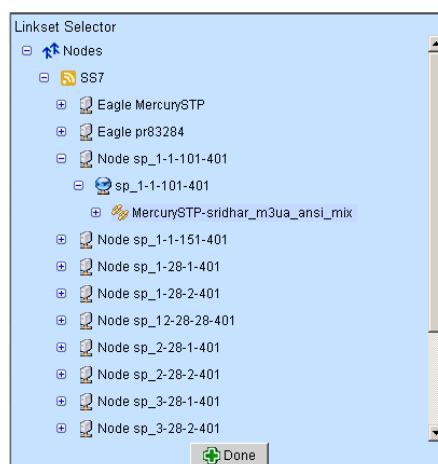 Linkset Selector
Nodes
SS7
Eagle MercurySTP
Eagle pr83284
Node sp_1-1-101-401
sp_1-1-101-401
MercurySTP-sridhar_m3ua_ansi_mix
Node sp_1-1-151-401
Node sp_1-28-1-401
Node sp_1-28-2-401
Node sp_12-28-28-401
Node sp_2-28-1-401
Node sp_2-28-2-401
Node sp_3-28-1-401
Node sp_3-28-2-401
Done